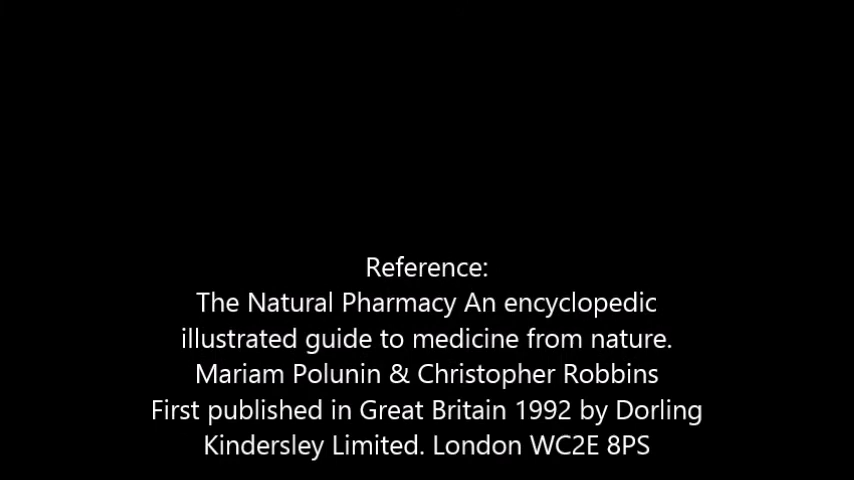 Reference:
The Natural Pharmacy An encyclopedic
illustrated guide to medicine from nature.
Mariam Polunin & Christopher Robbins
First published in Great Britain 1992 by Dorling
Kindersley Limited. London WC2E 8PS